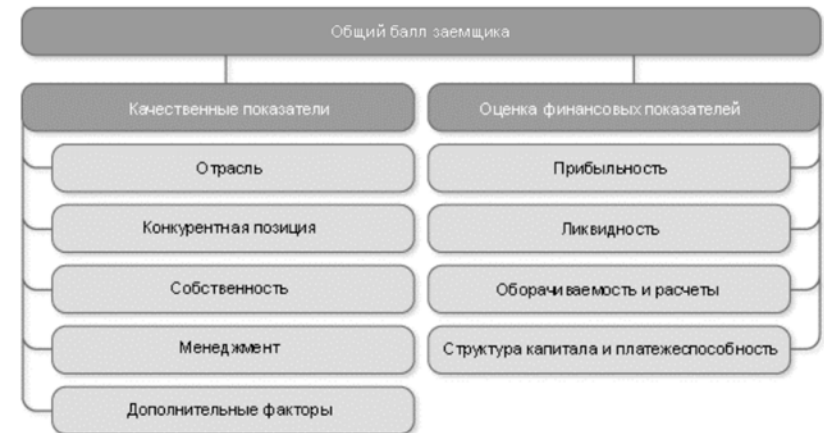 Общий балл заемщика
Качественные показатели
Оценка финансовых показателей
Отрасль
Прибыльность
Конкурентная позиция
Ликвидность
Собственность
Оборачиваемость и расчеты
Менеджмент
Структура капитала и платежеспособность
Дополнительные факторы